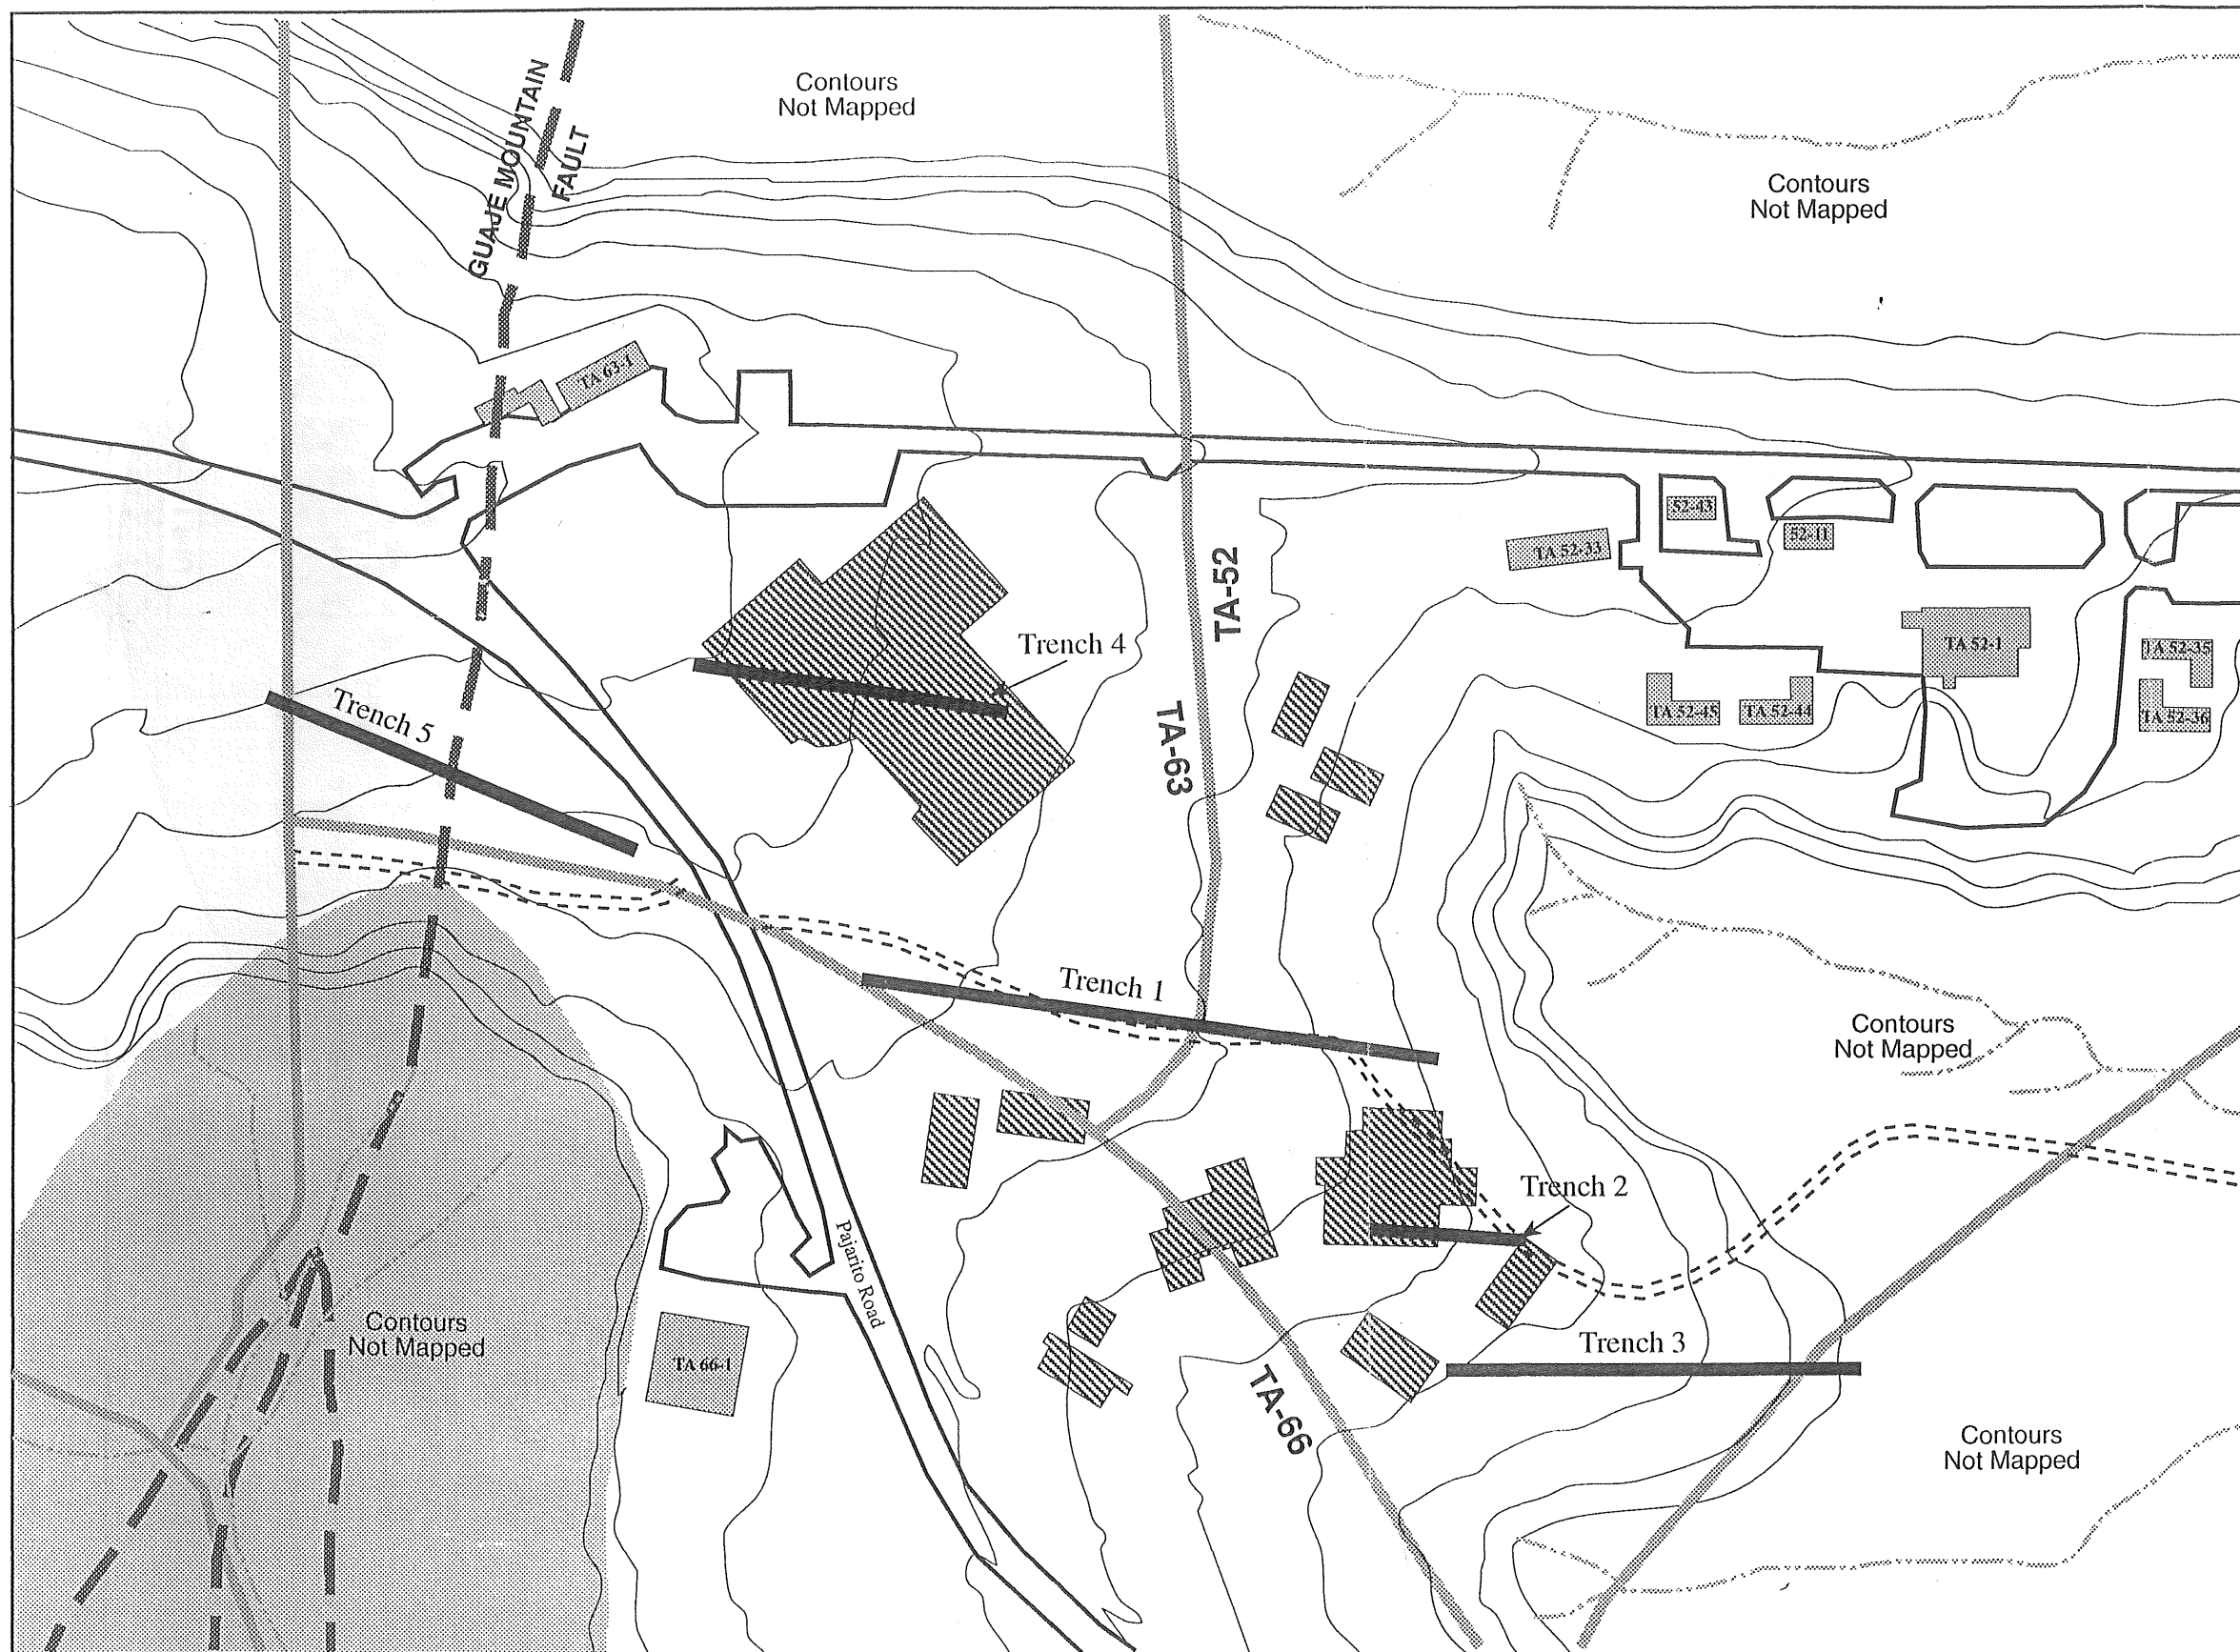 GUAJE MOUNTAIN
FAULT
Contours
Not Mapped
Contours
Not Mapped
TA 63-1
52-43
52-11
TA 52-33
TA-52
TA-63
Trench 4
TA 52-1
TA 52-35
TA 52-45
TA 52-44
TA 52-36
Trench 5
Trench 1
Contours
Not Mapped
Trench 2
Pajarito Road
Contours
Not Mapped
TA 66-1
Trench 3
TA-66
Contours
Not Mapped